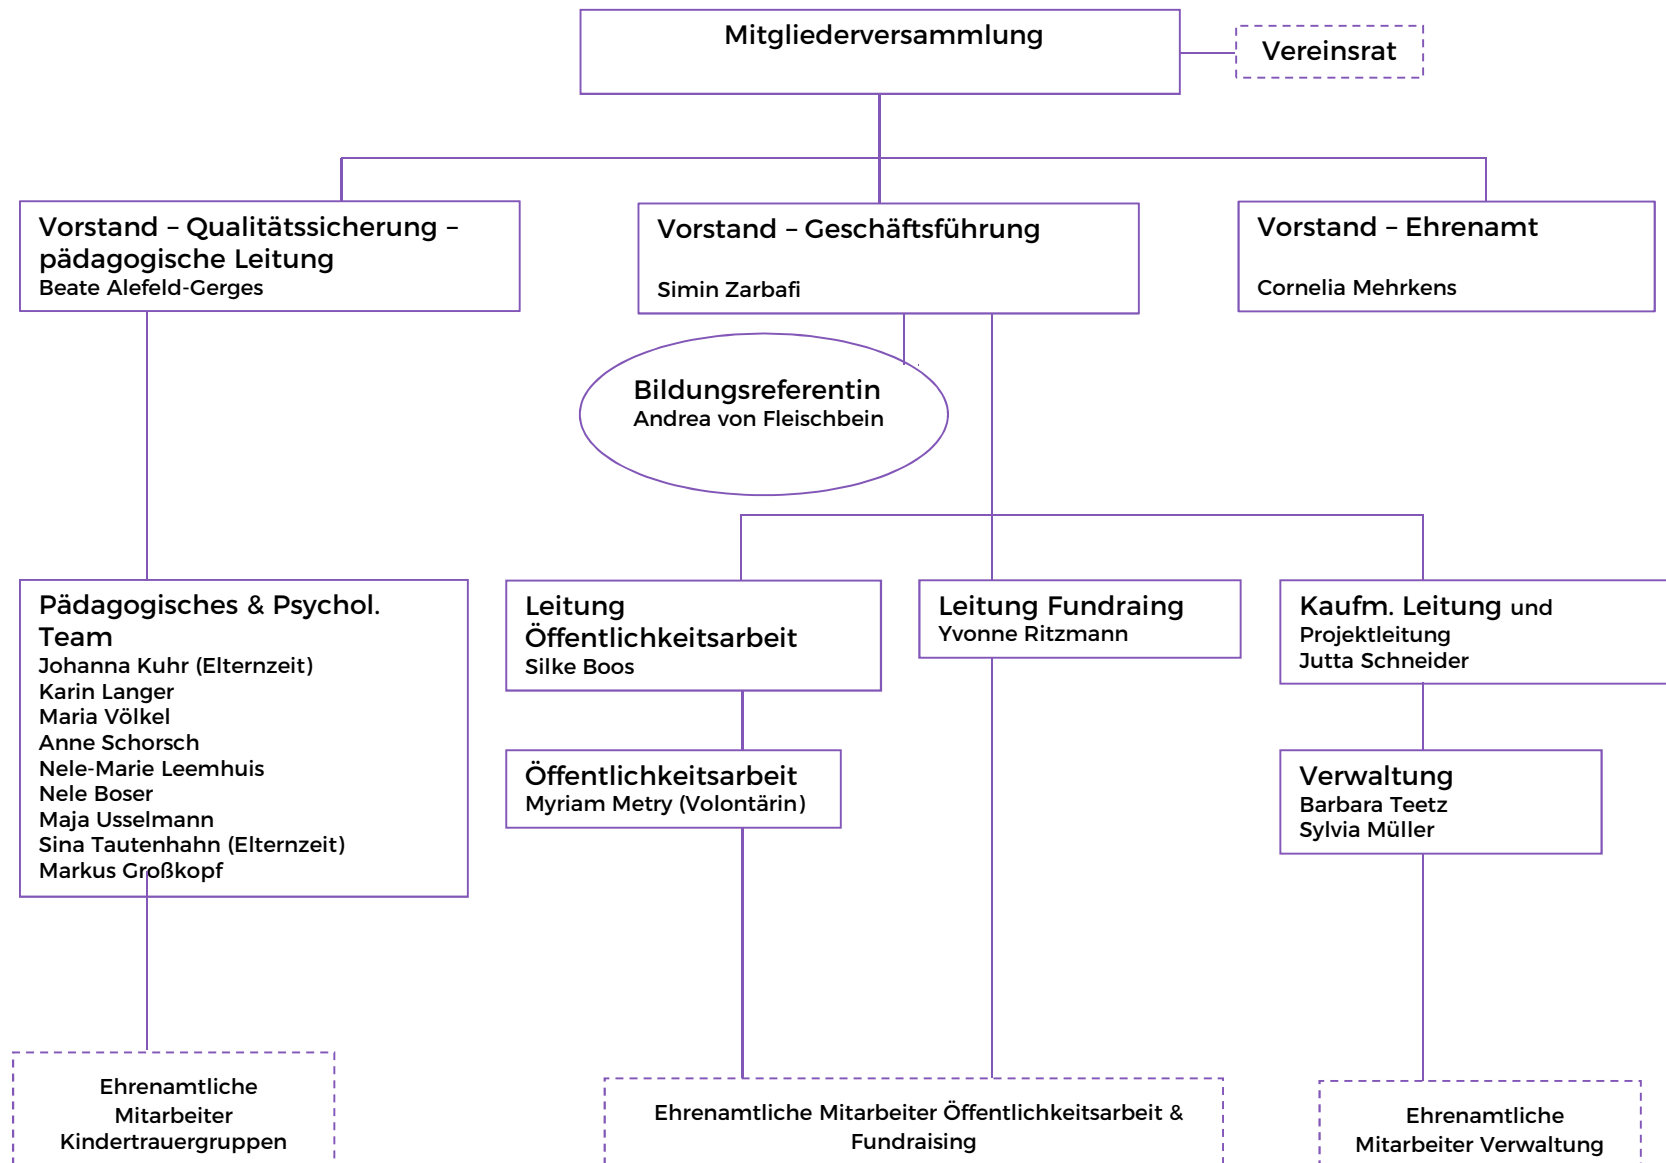 Mitgliederversammlung
Vereinsrat
Vorstand – Qualitätssicherung –
pädagogische Leitung
Beate Alefeld-Gerges
Vorstand – Geschäftsführung
Simin Zarbafi
Vorstand – Ehrenamt
Cornelia Mehrkens
Bildungsreferentin
Andrea von Fleischbein
Pädagogisches & Psychol.
Team
Johanna Kuhr (Elternzeit)
Karin Langer
Maria Völkel
Anne Schorsch
Nele-Marie Leemhuis
Nele Boser
Maja Usselmann
Sina Tautenhahn (Elternzeit)
Markus Großkopf
Leitung
Öffentlichkeitsarbeit
Silke Boos
Leitung Fundraing
Yvonne Ritzmann
Kaufm. Leitung und
Projektleitung
Jutta Schneider
Öffentlichkeitsarbeit
Myriam Metry (Volontärin)
Verwaltung
Barbara Teetz
Sylvia Müller
Ehrenamtliche
Mitarbeiter
Kindertrauergruppen
Ehrenamtliche Mitarbeiter Öffentlichkeitsarbeit &
Fundraising
Ehrenamtliche
Mitarbeiter Verwaltung